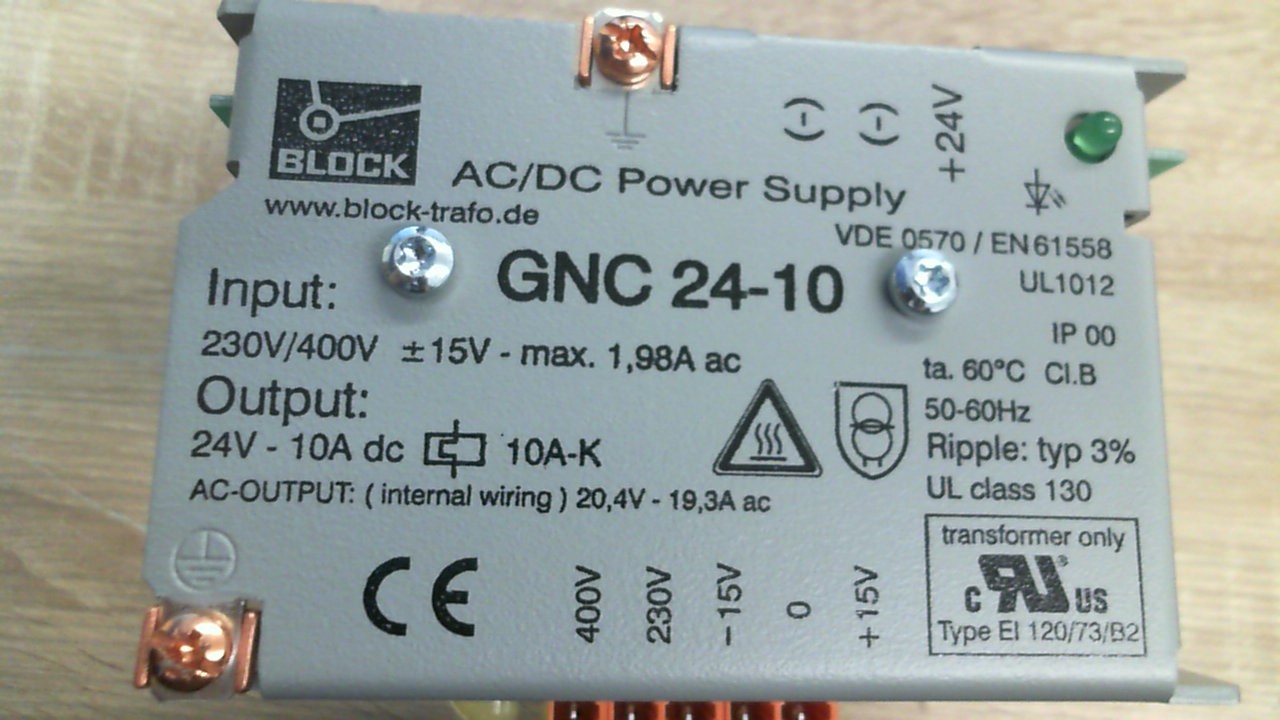 BLOCK
(-) (-) +24V
AC/DC Power Supply
www.block-trafo.de
VDE 0570 / EN 61558
GNC 24-10
UL1012
Input:
IP 00
230V/400V ±15V - max. 1,98A ac
ta. 60°C Cl.B
Output:
50-60Hz
24V - 10A dc 10A-K
Ripple: typ 3%
AC-OUTPUT: ( internal wiring ) 20,4V - 19,3A ac
UL class 130
transformer only
CE
400V 230V -15V 0 +15V
c RU US
Type EI 120/73/B2